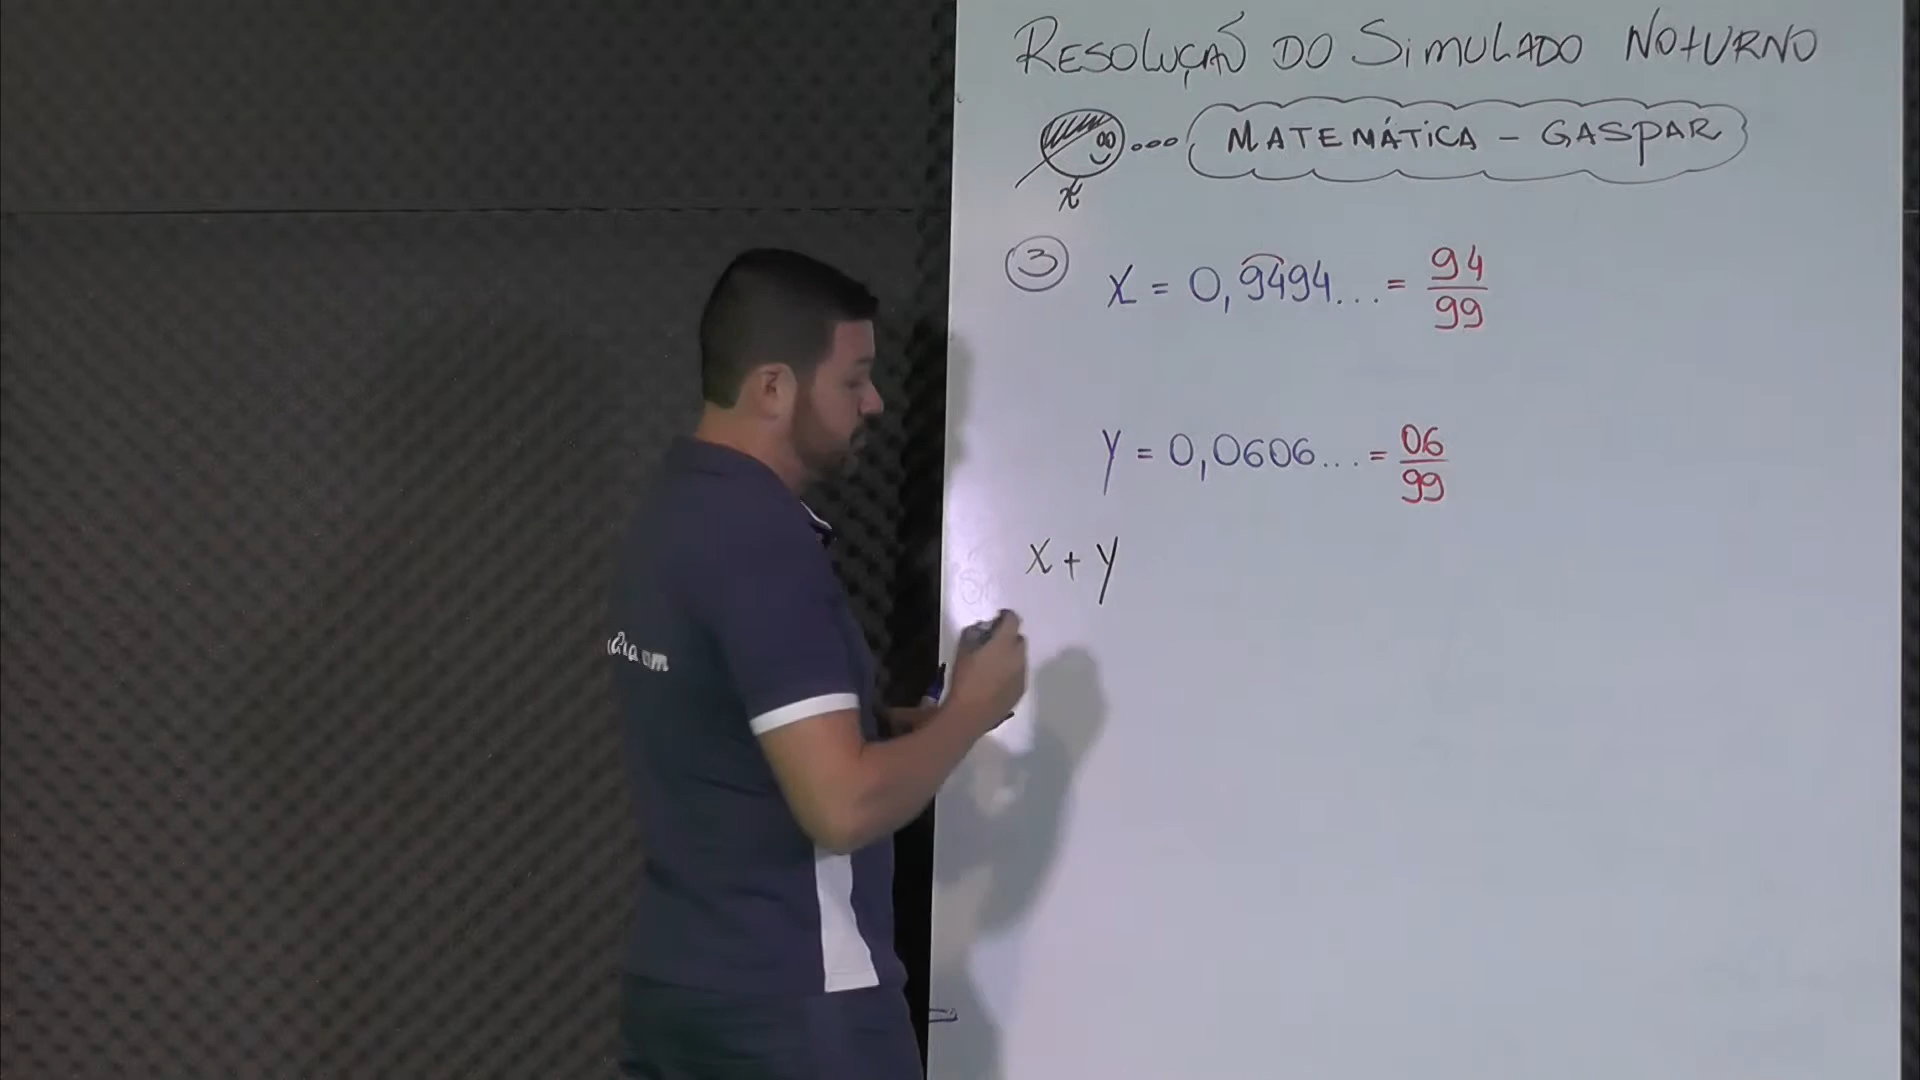 RESOLUÇÃO DO SIMULADO NOTURNO
MATEMÁTICA - GASPAR
3 X = 0,9494... = 94/99
Y = 0,0606... = 06/99
X + Y